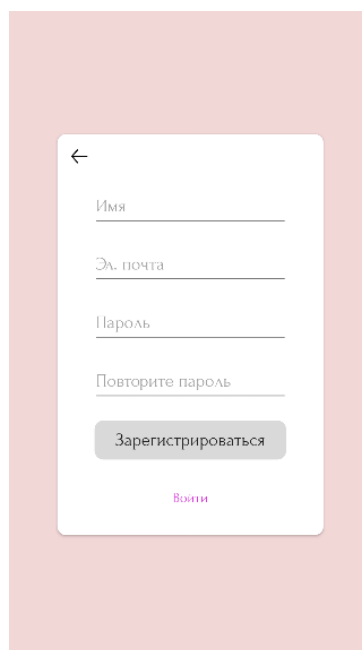 Имя
Эл. почта
Пароль
Повторите пароль
Зарегистрироваться
Войти